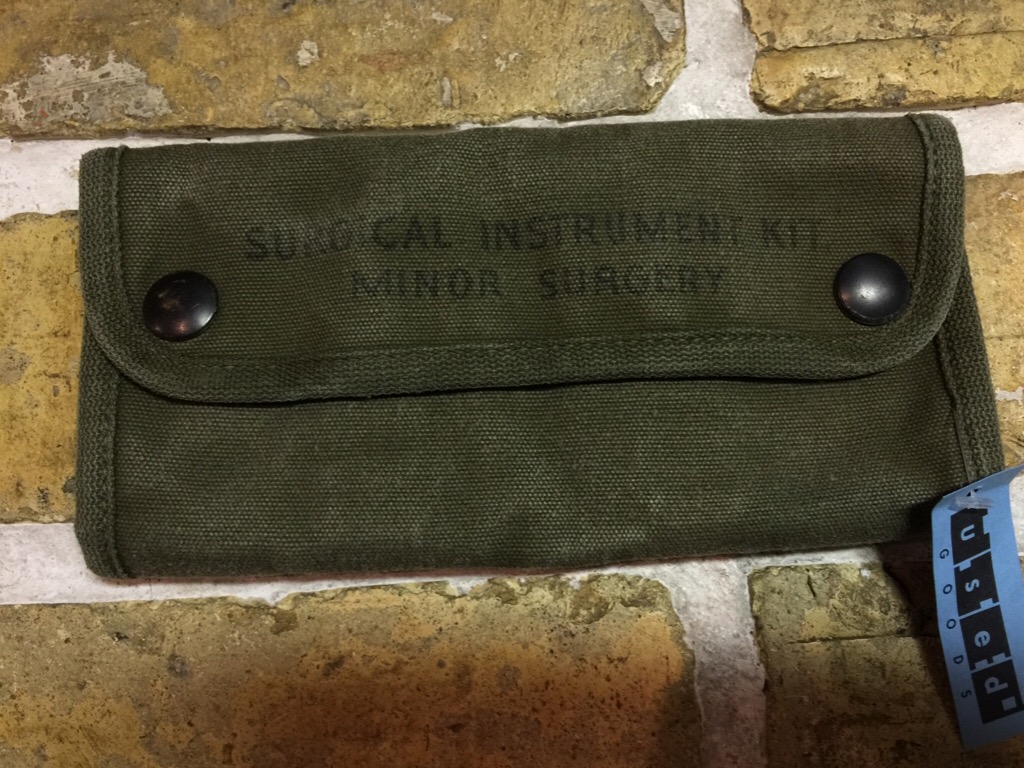 SURGICAL INSTRUMENT KIT
MINOR SURGERY
used
GOODS